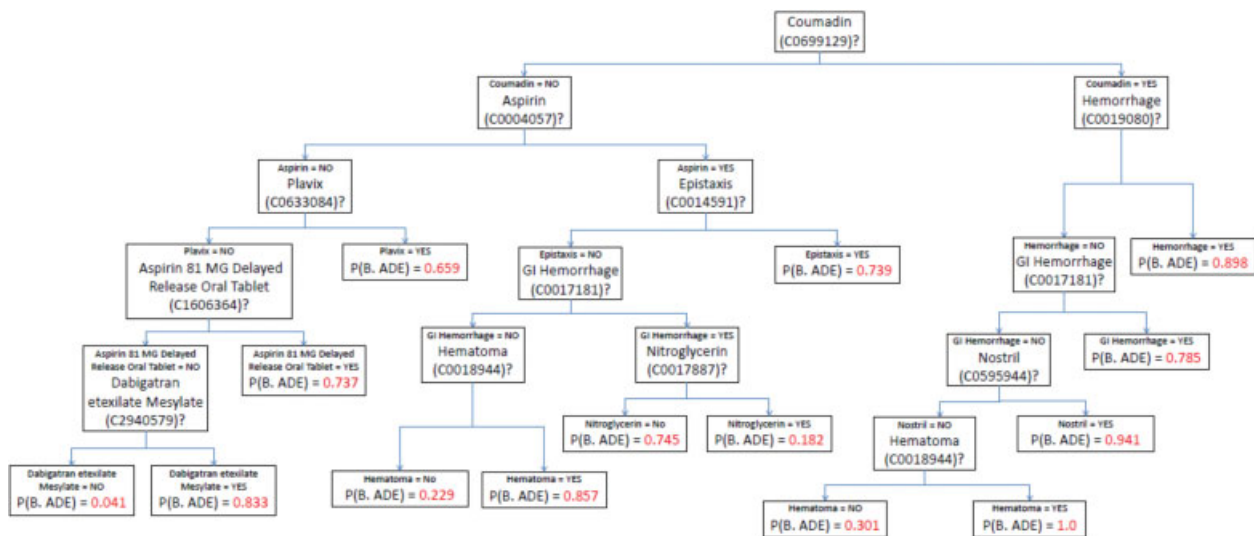 Coumadin
(C0699129)?
Coumadin = NO
Aspirin
(C0004057)?
Coumadin = YES
Hemorrhage
(C0019080)?
Aspirin = NO
Plavix
(C0633084)?
Aspirin = YES
Epistaxis
(C0014591)?
Plavix = NO
Aspirin 81 MG Delayed
Release Oral Tablet
(C1606364)?
Plavix = YES
P(B. ADE) = 0.659
Epistaxis = NO
GI Hemorrhage
(C0017181)?
Epistaxis = YES
P(B. ADE) = 0.739
Hemorrhage = NO
GI Hemorrhage
(C0017181)?
Hemorrhage = YES
P(B. ADE) = 0.898
Aspirin 81 MG Delayed
Release Oral Tablet = NO
Dabigatran
etexilate Mesylate
(C2940579)?
Aspirin 81 MG Delayed
Release Oral Tablet = YES
P(B. ADE) = 0.737
GI Hemorrhage = NO
Hematoma
(C0018944)?
GI Hemorrhage = YES
Nitroglycerin
(C0017887)?
GI Hemorrhage = NO
Nostril
(C0595944)?
GI Hemorrhage = YES
P(B. ADE) = 0.785
Nitroglycerin = No
P(B. ADE) = 0.745
Nitroglycerin = YES
P(B. ADE) = 0.182
Nostril = NO
Hematoma
(C0018944)?
Nostril = YES
P(B. ADE) = 0.941
Dabigatran etexilate
Mesylate = NO
P(B. ADE) = 0.041
Dabigatran etexilate
Mesylate = YES
P(B. ADE) = 0.833
Hematoma = No
P(B. ADE) = 0.229
Hematoma = YES
P(B. ADE) = 0.857
Hematoma = NO
P(B. ADE) = 0.301
Hematoma = YES
P(B. ADE) = 1.0